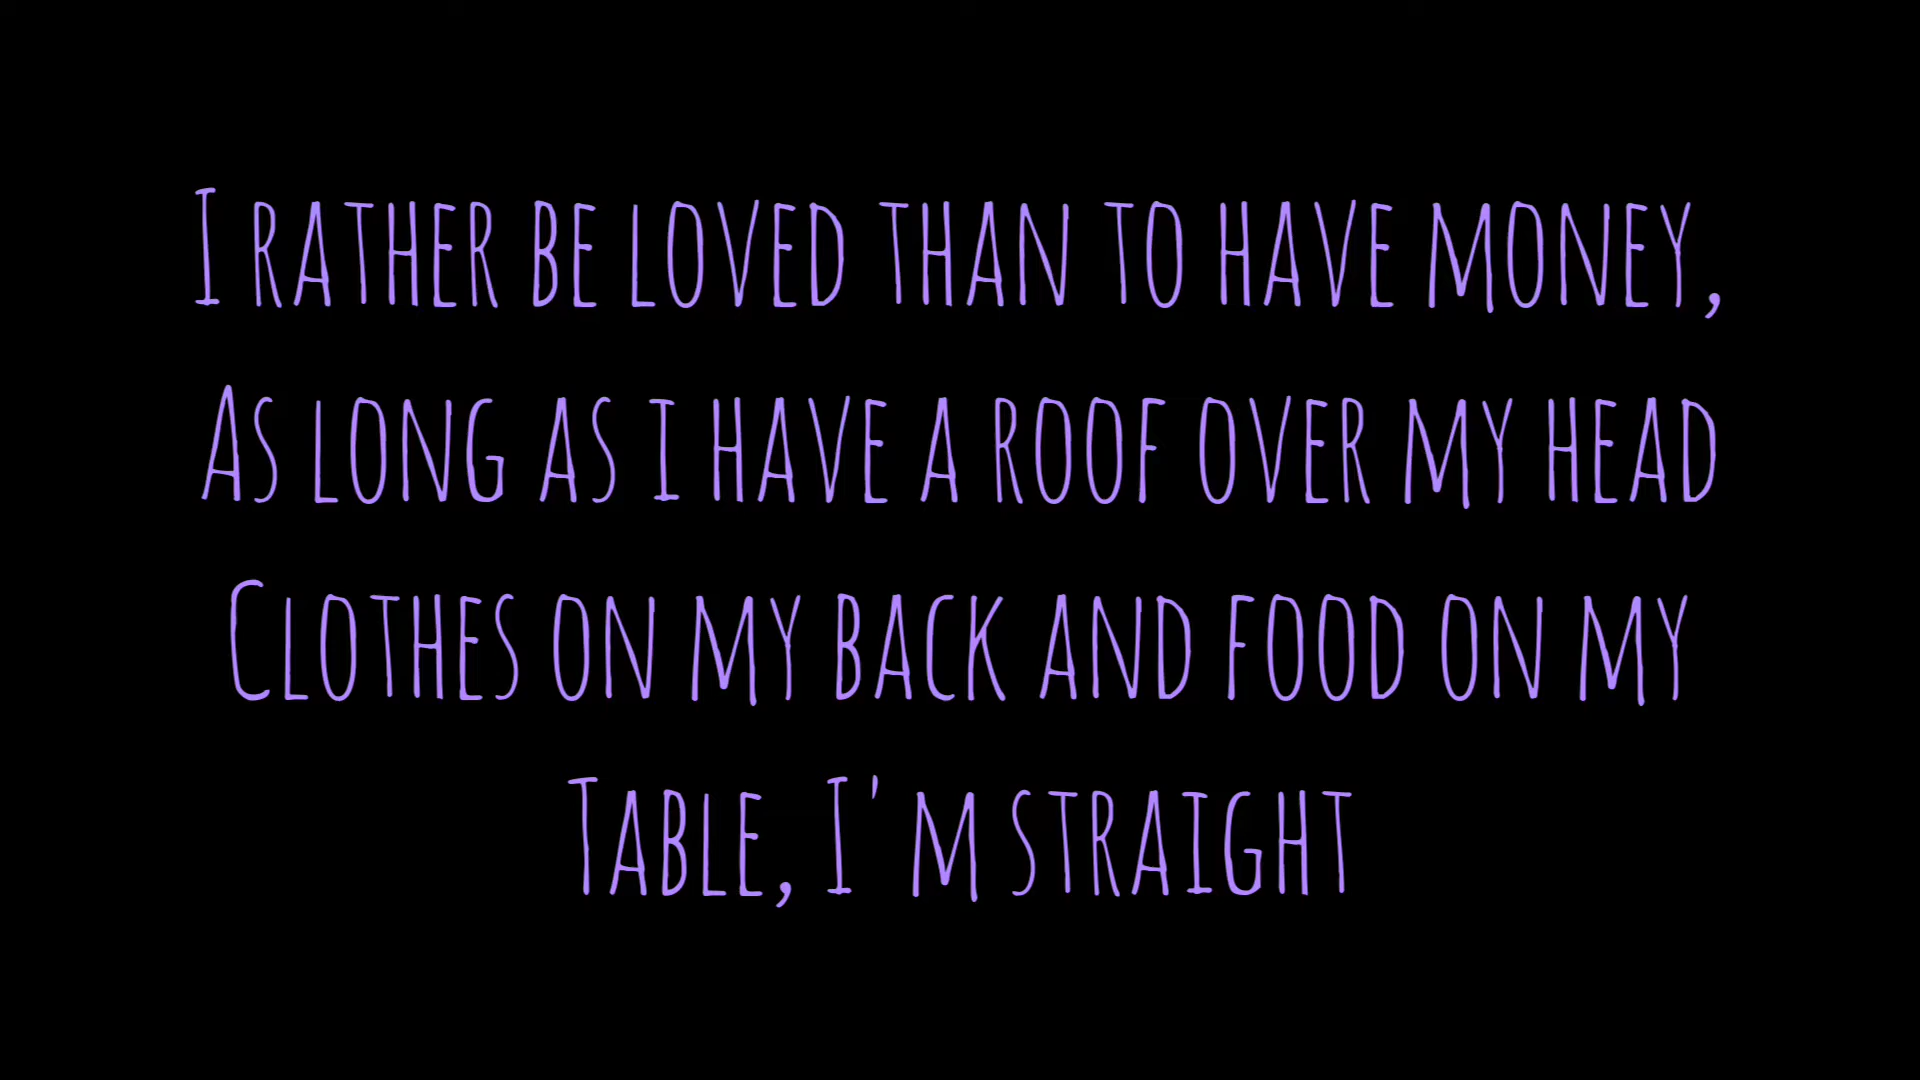 I rather be loved than to have money,
As long as i have a roof over my head
Clothes on my back and food on my
Table, I'm straight